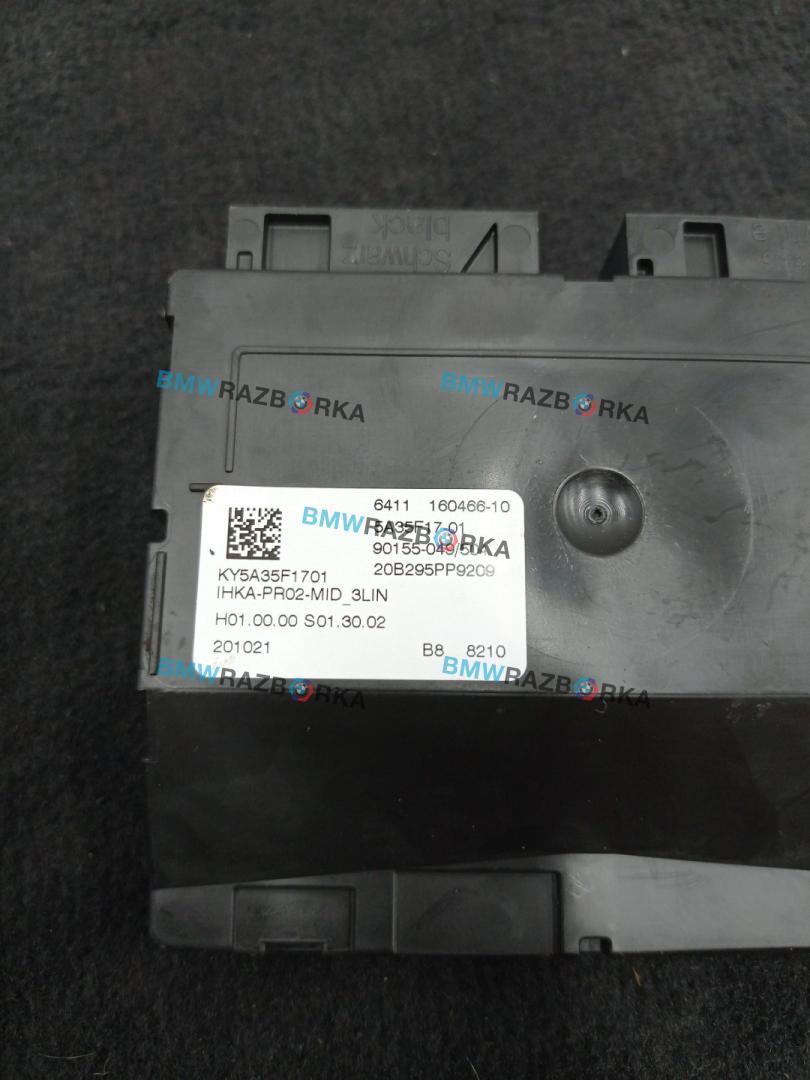 Schwarz
black
BMWRAZBORKA
BMWRAZBORKA
6411 160466-10
BMWRAZBORKA
5A35F17-01
90155-049/50
KY5A35F1701
20B295PP9209
IHKA-PR02-MID_3LIN
H01.00.00 S01.30.02
201021 B8 8210
BMWRAZBORKA
BMWRAZBORKA